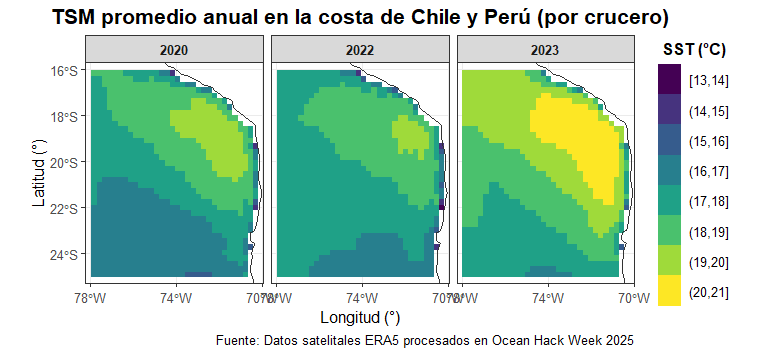 TSM promedio anual en la costa de Chile y Perú (por crucero)
2020 2022 2023
SST (°C)
[13,14]
(14,15]
(15,16]
(16,17]
(17,18]
(18,19]
(19,20]
(20,21]
Latitud (°)
16°S
18°S
20°S
22°S
24°S
78°W 74°W 70°W 78°W 74°W 70°W 78°W 74°W 70°W
Longitud (°)
Fuente: Datos satelitales ERA5 procesados en Ocean Hack Week 2025